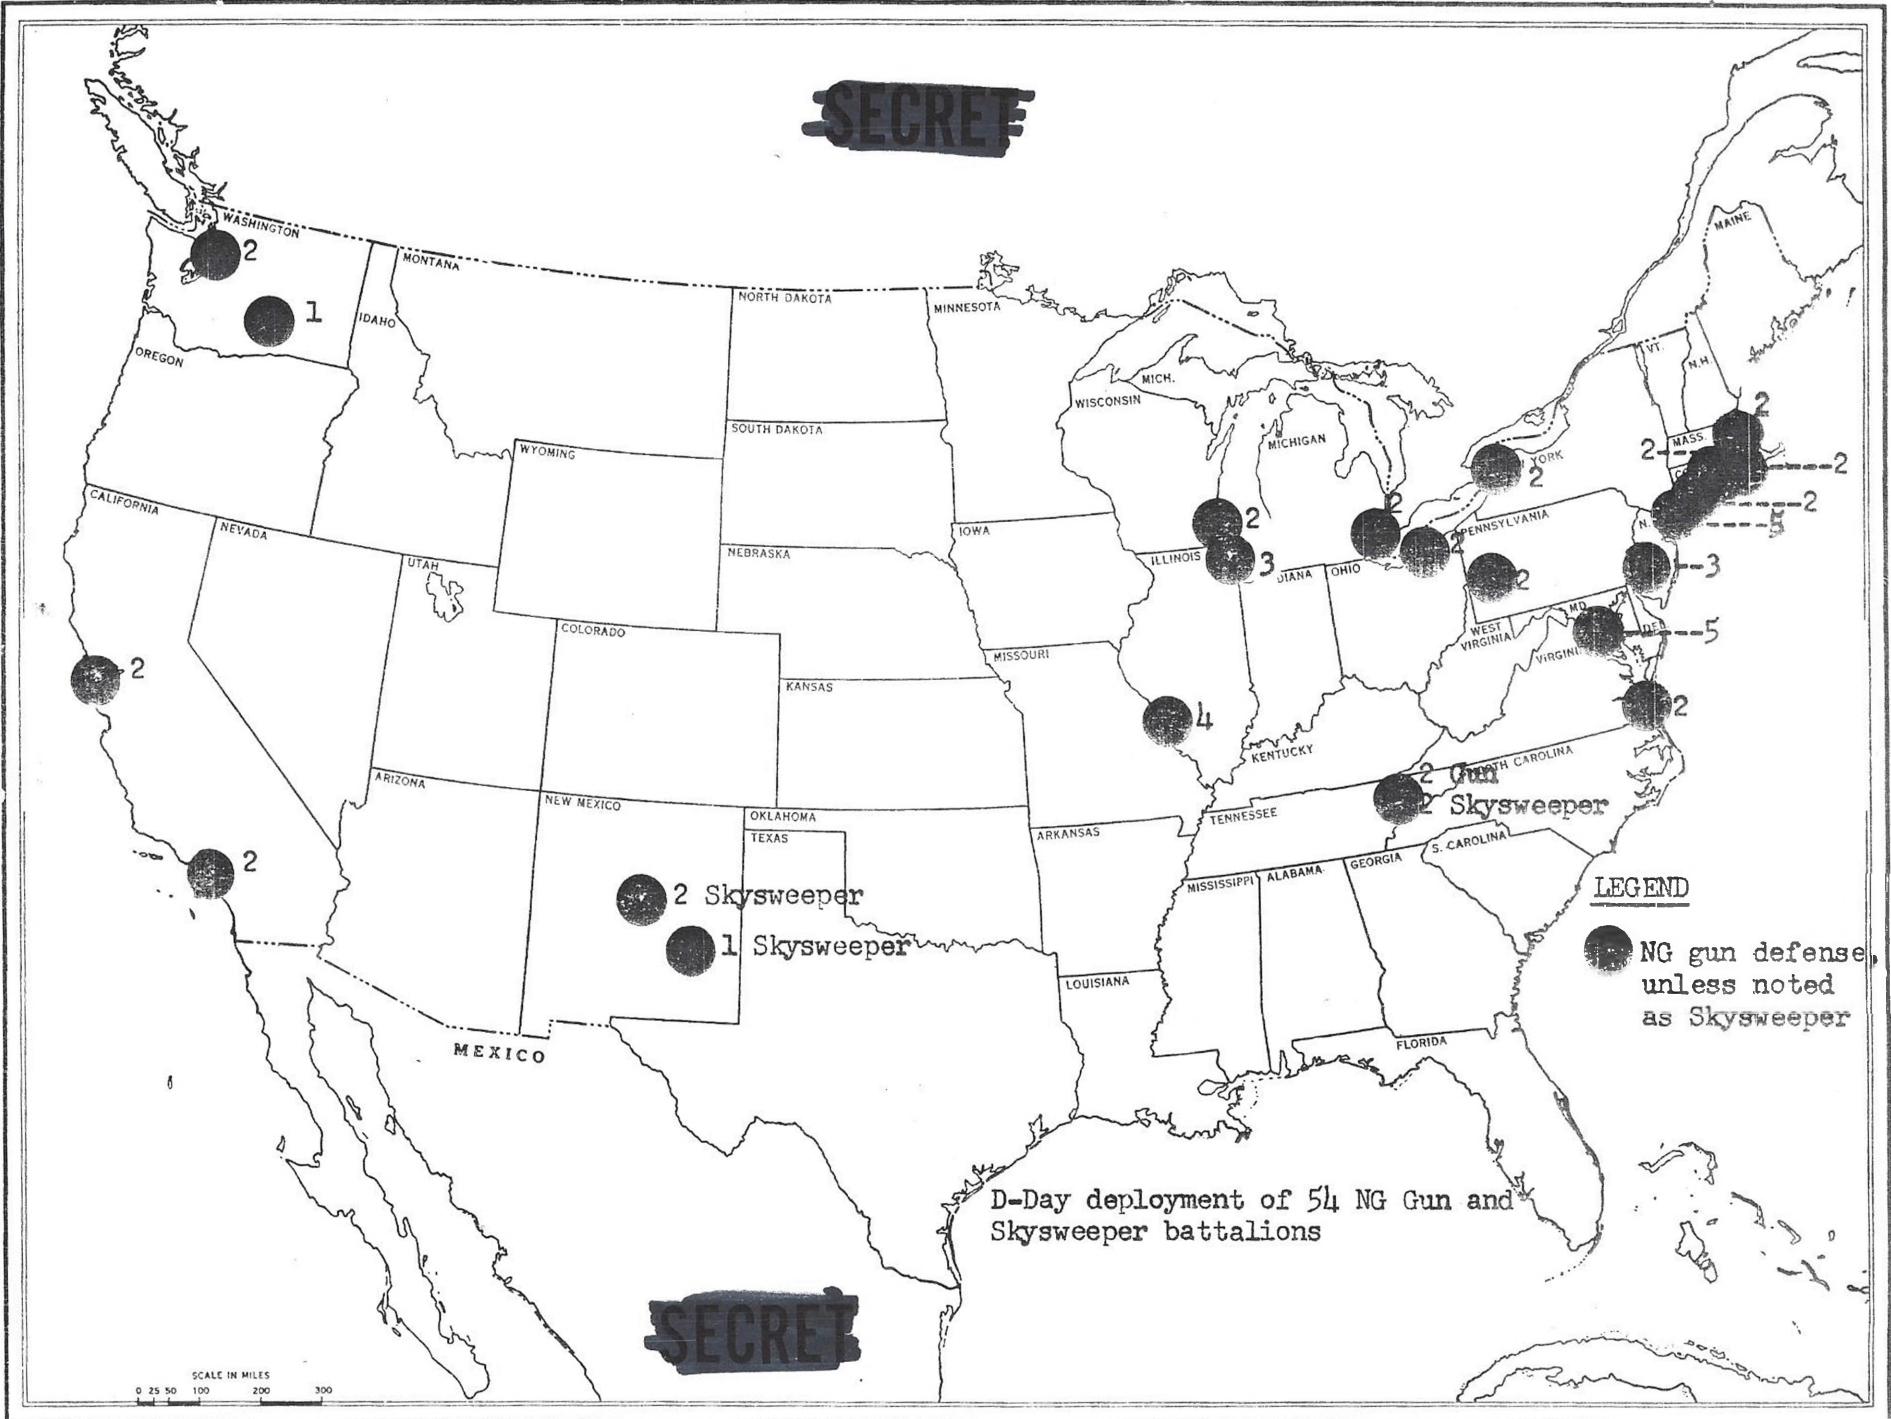 SECRET
WASHINGTON
2
1
MONTANA
IDAHO
OREGON
NORTH DAKOTA
MINNESOTA
MAINE
VT.
N.H.
MICH.
WISCONSIN
SOUTH DAKOTA
MICHIGAN
WYOMING
2
MASS.
2
2
YORK
2
CALIFORNIA
NEVADA
2
2
2
PENNSYLVANIA
N.
2
IOWA
UTAH
NEBRASKA
ILLINOIS
3
DIANA
OHIO
2
3
MD.
DEL.
5
COLORADO
WEST
VIRGINIA
VIRGINI
MISSOURI
2
KANSAS
4
2
KENTUCKY
ARIZONA
NEW MEXICO
2 Gun
TH CAROLINA
2 Skysweeper
OKLAHOMA
TENNESSEE
TEXAS
ARKANSAS
S. CAROLINA
2
GEORGIA
ALABAMA
MISSISSIPPI
2 Skysweeper
1 Skysweeper
LEGEND
NG gun defense,
unless noted
as Skysweeper
LOUISIANA
FLORIDA
MEXICO
D-Day deployment of 54 NG Gun and
Skysweeper battalions
SECRET
SCALE IN MILES
0 25 50 100 200 300